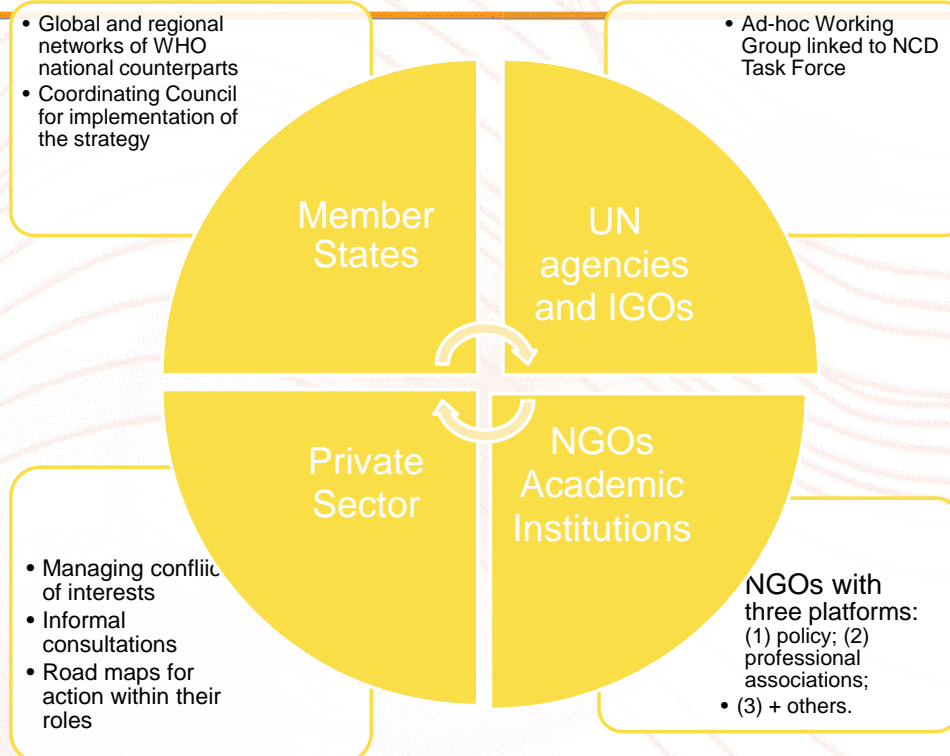 • Global and regional
networks of WHO
national counterparts
• Coordinating Council
for implementation of
the strategy
• Ad-hoc Working
Group linked to NCD
Task Force
Member
States
UN
agencies
and IGOs
Private
Sector
NGOs
Academic
Institutions
• Managing confliic
of interests
• Informal
consultations
• Road maps for
action within their
roles
NGOs with
three platforms:
(1) policy; (2)
professional
associations;
• (3) + others.